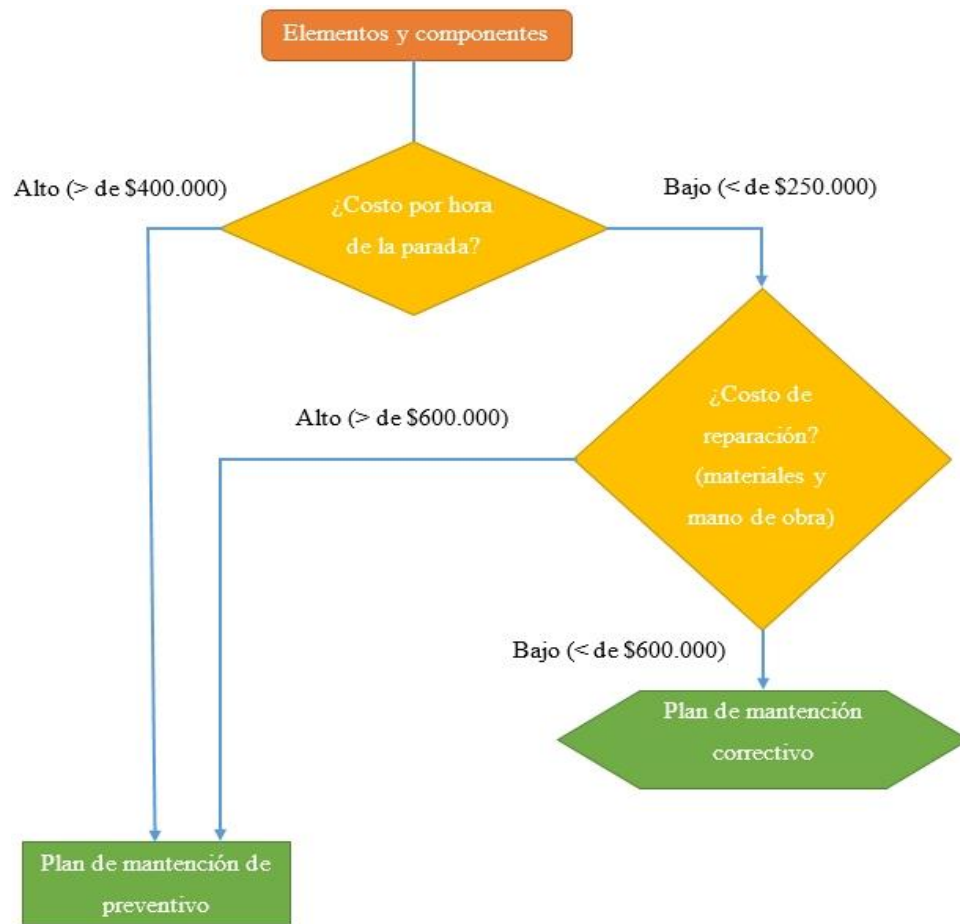 Elementos y componentes
Alto (> de $400.000)
Bajo (< de $250.000)
¿Costo por hora
de la parada?
¿Costo de
reparación?
(materiales y
mano de obra)
Alto (> de $600.000)
Bajo (< de $600.000)
Plan de mantención
correctivo
Plan de mantención de
preventivo